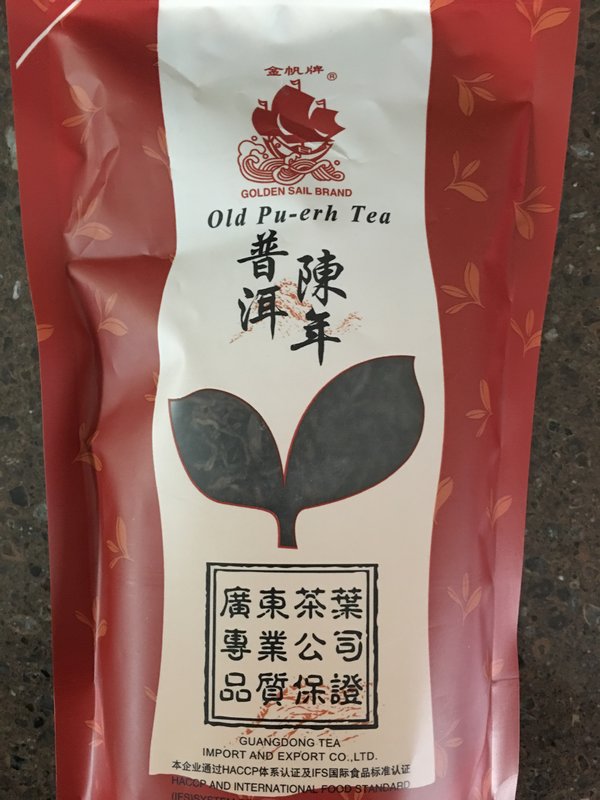 金帆牌®
GOLDEN SAIL BRAND
Old Pu-erh Tea
陳年
普洱
廣東茶葉
專業公司
品質保證
GUANGDONG TEA
IMPORT AND EXPORT CO.,LTD.
本企业通过HACCP体系认证及IFS国际食品标准认证
HACCP AND INTERNATIONAL FOOD STANDARD